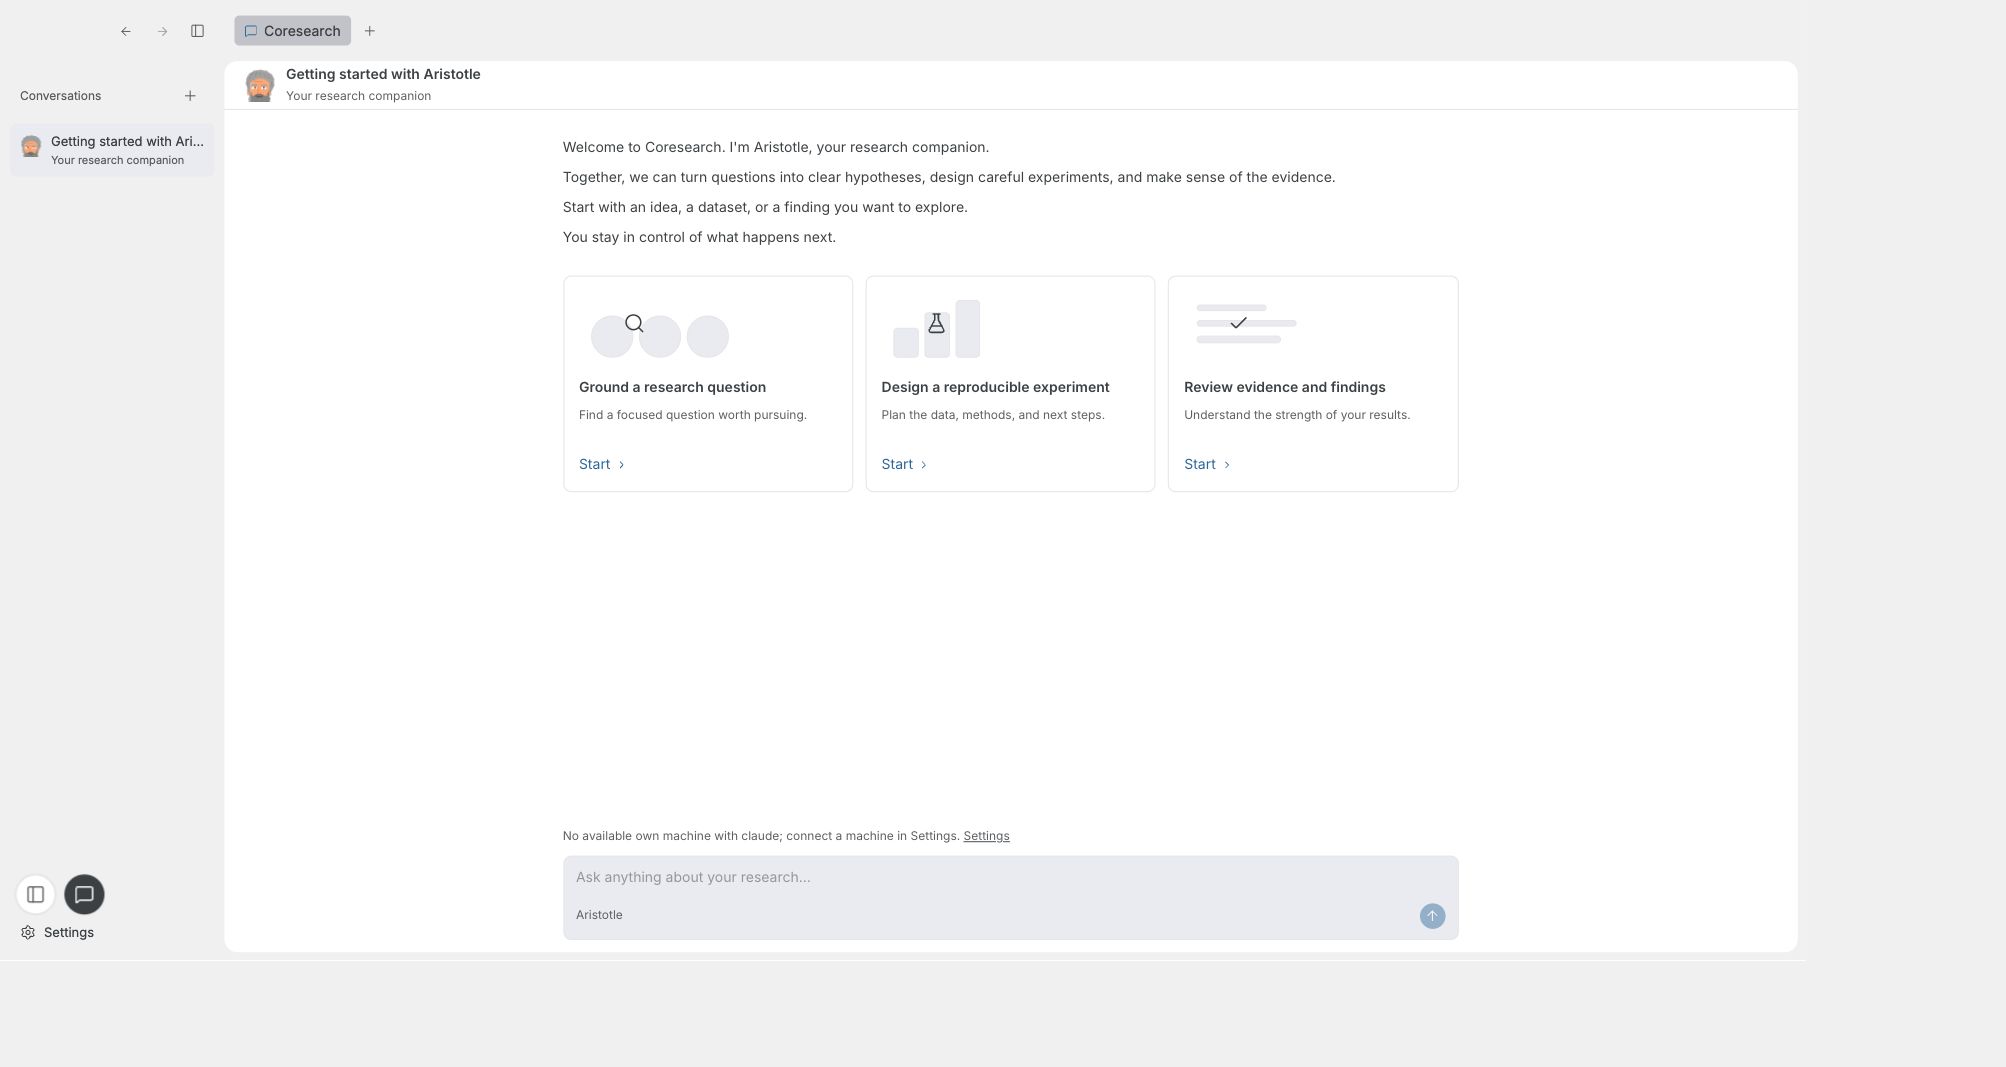 Coresearch
Conversations
Getting started with Ari...
Your research companion
Getting started with Aristotle
Your research companion
Welcome to Coresearch. I'm Aristotle, your research companion.
Together, we can turn questions into clear hypotheses, design careful experiments, and make sense of the evidence.
Start with an idea, a dataset, or a finding you want to explore.
You stay in control of what happens next.
Ground a research question
Find a focused question worth pursuing.
Start
Design a reproducible experiment
Plan the data, methods, and next steps.
Start
Review evidence and findings
Understand the strength of your results.
Start
No available own machine with claude; connect a machine in Settings. Settings
Ask anything about your research...
Aristotle
Settings